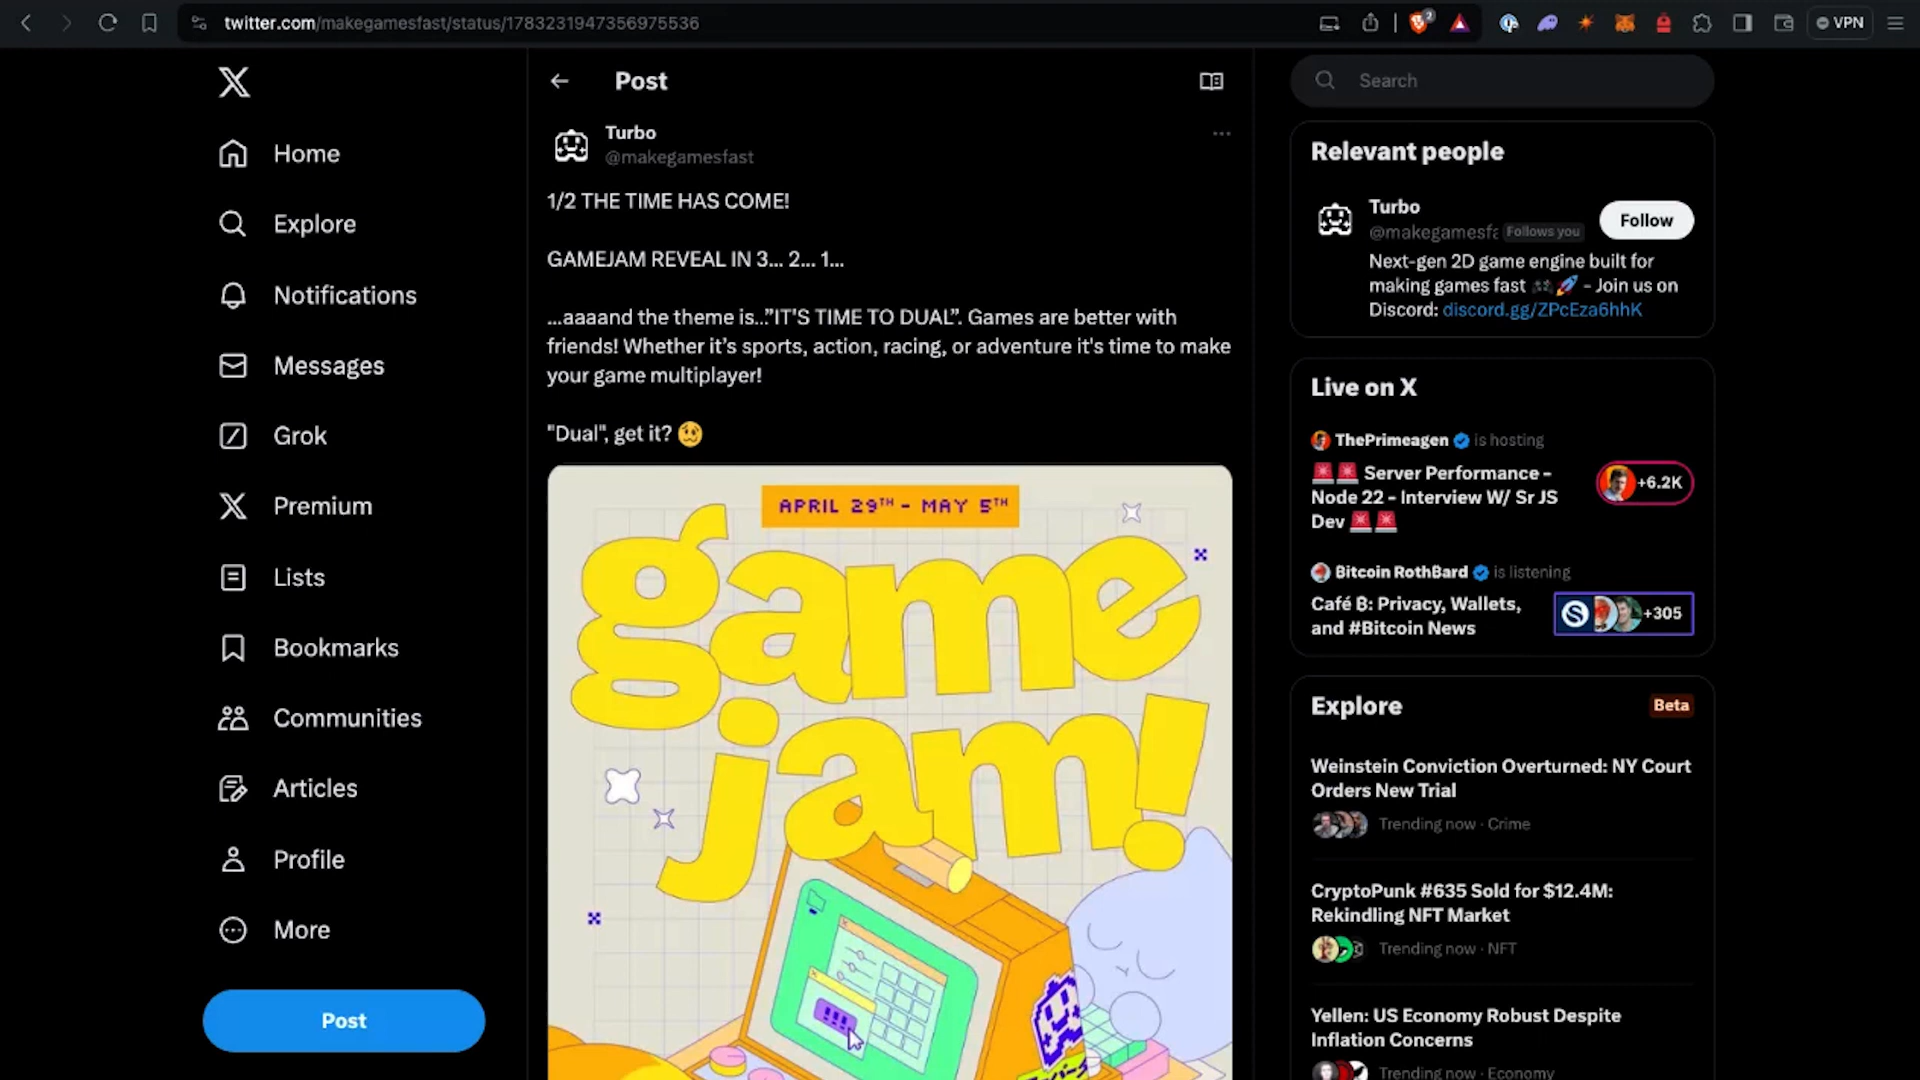 twitter.com/makegamesfast/status/1783231947356975536
2
VPN
Home
Explore
Notifications
Messages
Grok
Premium
Lists
Bookmarks
Communities
Articles
Profile
More
Post
Post
Turbo
@makegamesfast
1/2 THE TIME HAS COME!
GAMEJAM REVEAL IN 3... 2... 1...
...aaaand the theme is..."IT'S TIME TO DUAL”. Games are better with
friends! Whether it’s sports, action, racing, or adventure it's time to make
your game multiplayer!
"Dual", get it? 🥴
APRIL 29TH - MAY 5TH
game
jam!
!!!
Search
Relevant people
Turbo
@makegamesfa Follows you
Follow
Next-gen 2D game engine built for
making games fast 🎮🚀 - Join us on
Discord: discord.gg/ZPcEza6hhK
Live on X
ThePrimeagen is hosting
🚨🚨 Server Performance -
Node 22 - Interview W/ Sr JS
Dev 🚨🚨
+6.2K
Bitcoin RothBard is listening
Café ₿: Privacy, Wallets,
and #Bitcoin News
+305
Explore
Beta
Weinstein Conviction Overturned: NY Court
Orders New Trial
Trending now · Crime
CryptoPunk #635 Sold for $12.4M:
Rekindling NFT Market
Trending now · NFT
Yellen: US Economy Robust Despite
Inflation Concerns
Trending now · Economy